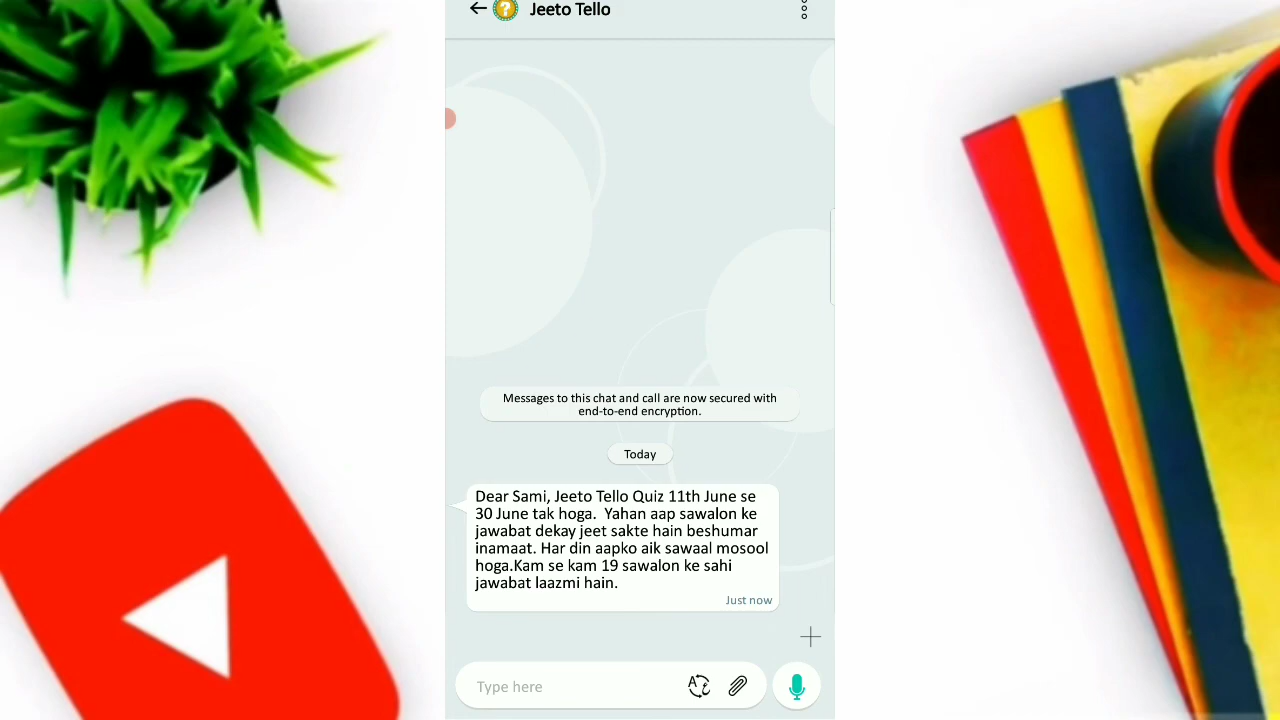 Jeeto Tello
Messages to this chat and call are now secured with
end-to-end encryption.
Today
Dear Sami, Jeeto Tello Quiz 11th June se
30 June tak hoga.  Yahan aap sawalon ke
jawabat dekay jeet sakte hain beshumar
inamaat. Har din aapko aik sawaal mosool
hoga.Kam se kam 19 sawalon ke sahi
jawabat laazmi hain.
Just now
Type here